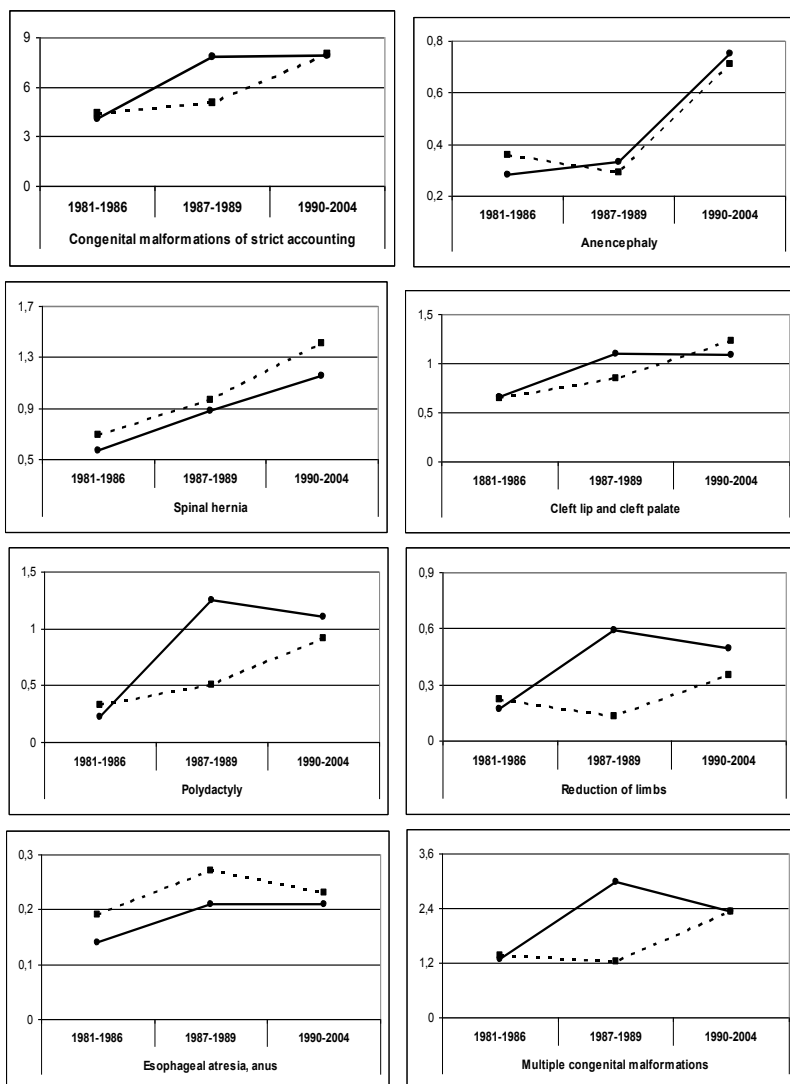 9
6
3
0
1981-1986 1987-1989 1990-2004
Congenital malformations of strict accounting
0,8
0,6
0,4
0,2
1981-1986 1987-1989 1990-2004
Anencephaly
1,7
1,3
0,9
0,5
1981-1986 1987-1989 1990-2004
Spinal hernia
1,5
1
0,5
0
1881-1986 1987-1989 1990-2004
Cleft lip and cleft palate
1,5
1
0,5
0
1981-1986 1987-1989 1990-2004
Polydactyly
0,9
0,6
0,3
0
1981-1986 1987-1989 1990-2004
Reduction of limbs
0,3
0,2
0,1
0
1981-1986 1987-1989 1990-2004
Esophageal atresia, anus
3,6
2,4
1,2
0
1981-1986 1987-1989 1990-2004
Multiple congenital malformations